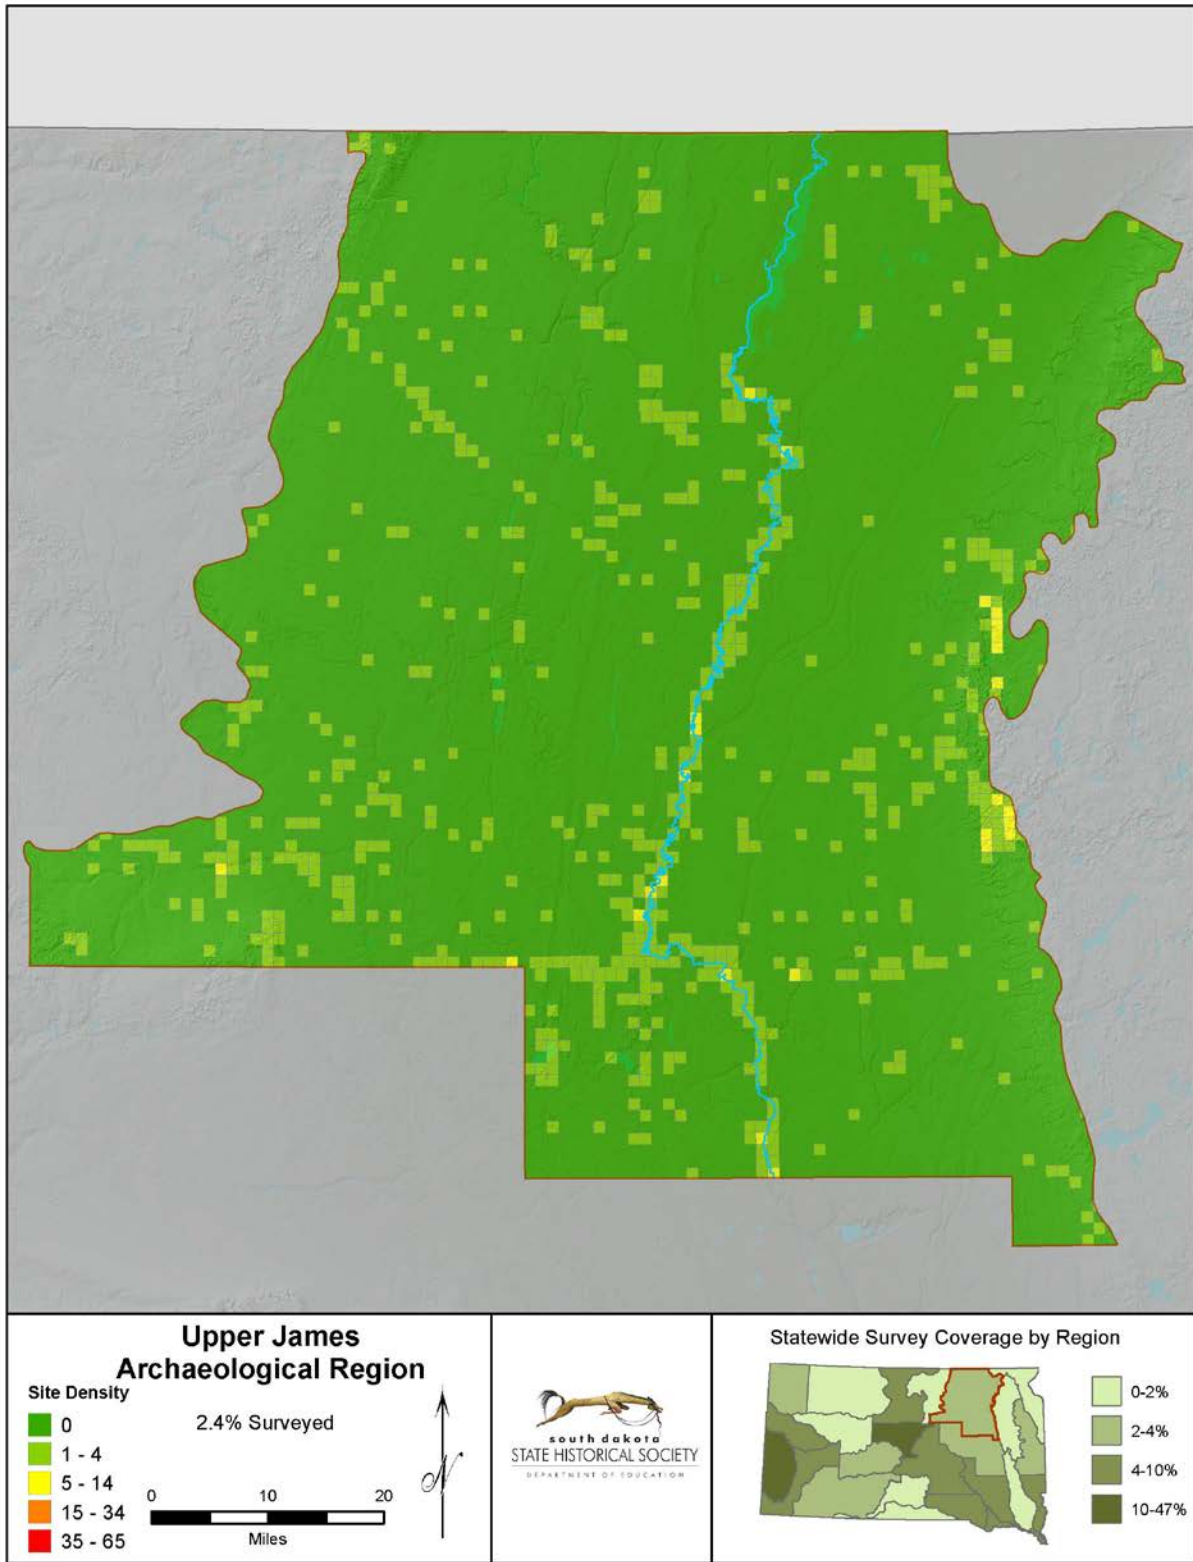 Upper James
Archaeological Region
Site Density
0
2.4% Surveyed
1 - 4
5 - 14
15 - 34
35 - 65
0 10 20
Miles
N
south dakota
STATE HISTORICAL SOCIETY
DEPARTMENT OF EDUCATION
Statewide Survey Coverage by Region
0-2%
2-4%
4-10%
10-47%